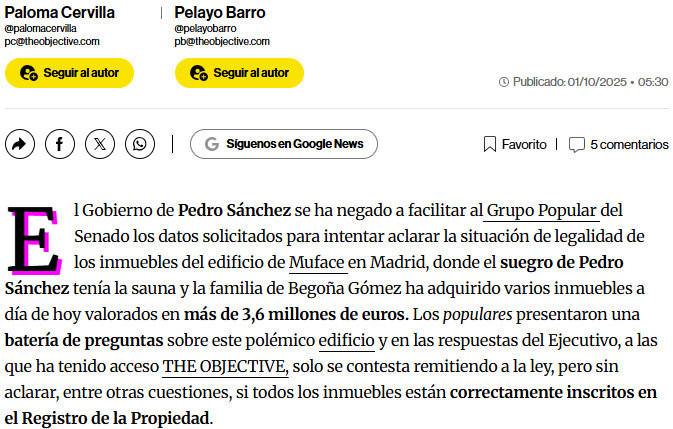 Paloma Cervilla
@palomacervilla
pc@theobjective.com
Seguir al autor
Pelayo Barro
@pelayobarro
pb@theobjective.com
Seguir al autor
Publicado: 01/10/2025 • 05:30
Síguenos en Google News
Favorito
5 comentarios
El Gobierno de Pedro Sánchez se ha negado a facilitar al Grupo Popular del
Senado los datos solicitados para intentar aclarar la situación de legalidad de
los inmuebles del edificio de Muface en Madrid, donde el suegro de Pedro
Sánchez tenía la sauna y la familia de Begoña Gómez ha adquirido varios inmuebles a
día de hoy valorados en más de 3,6 millones de euros. Los populares presentaron una
batería de preguntas sobre este polémico edificio y en las respuestas del Ejecutivo, a las
que ha tenido acceso THE OBJECTIVE, solo se contesta remitiendo a la ley, pero sin
aclarar, entre otras cuestiones, si todos los inmuebles están correctamente inscritos en
el Registro de la Propiedad.